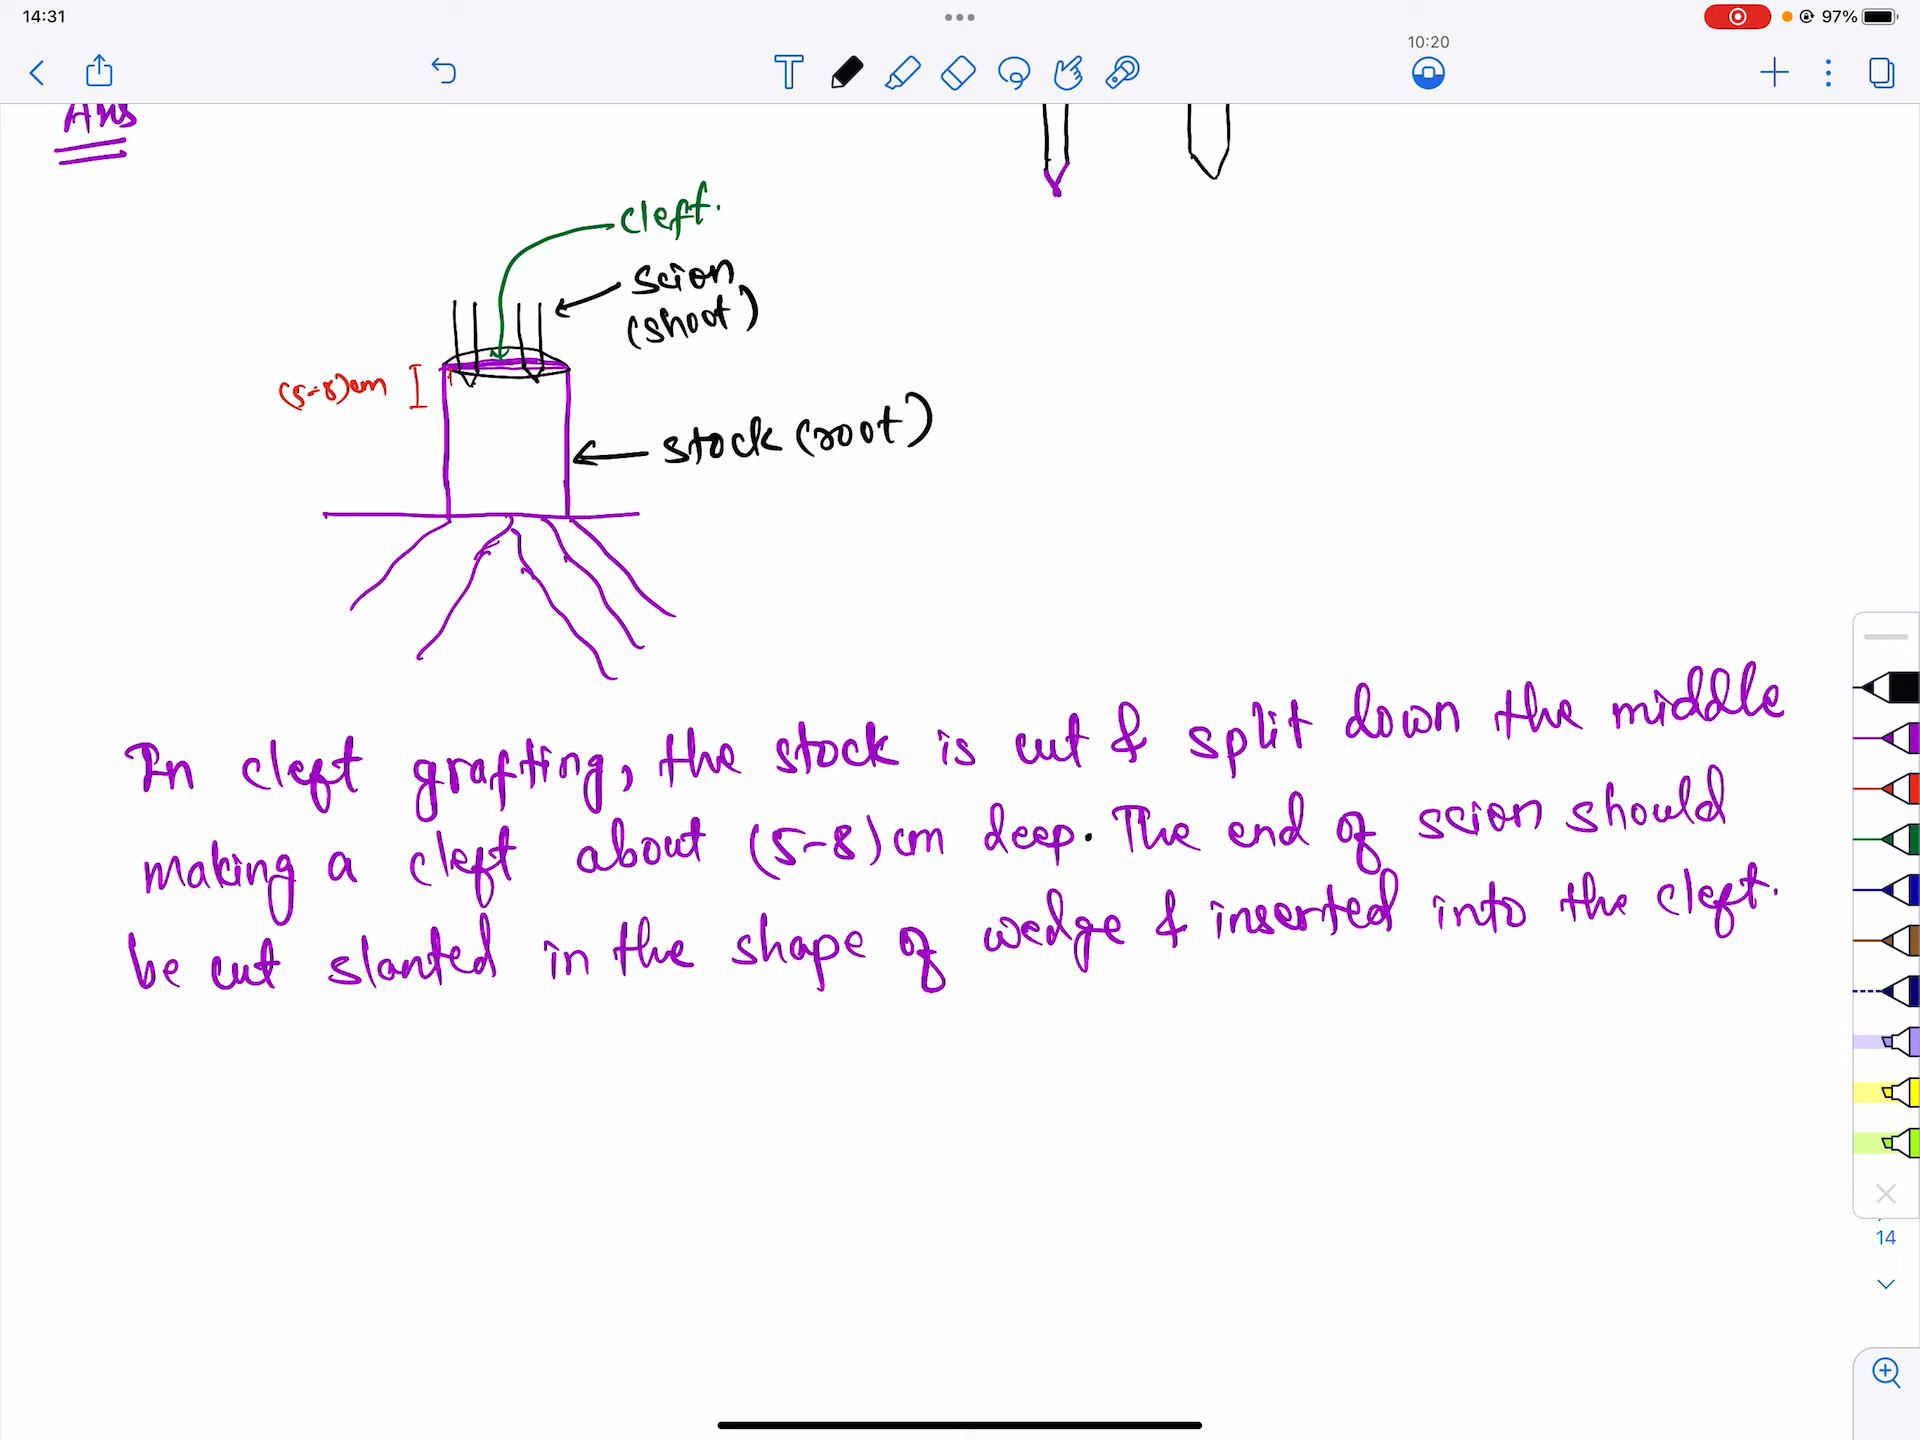 14:31
97%
10:20
Ans
cleft.
scion
(shoot)
(5-8)cm
stock (root)
In cleft grafting, the stock is cut & split down the middle
making a cleft about (5-8) cm deep. The end of scion should
be cut slanted in the shape of wedge & inserted into the cleft.
14